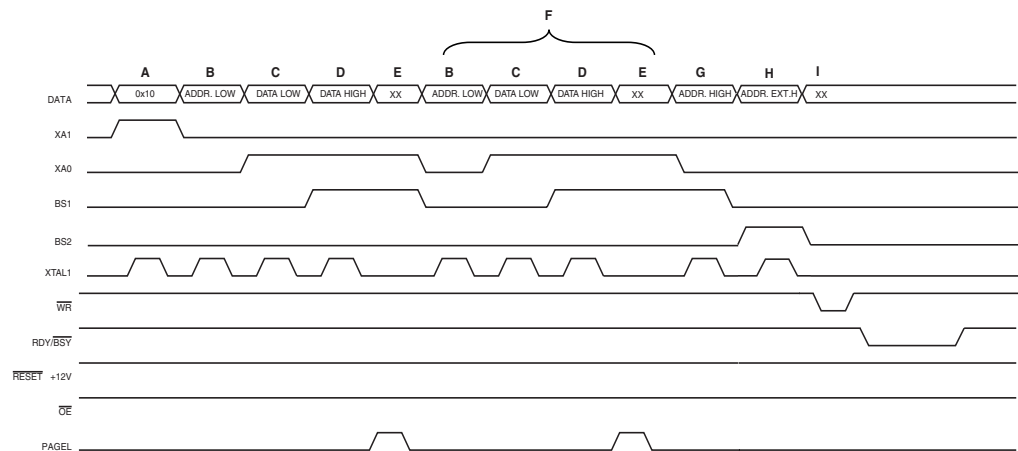 F
A B C D E B C D E G H I
DATA 0x10 ADDR. LOW DATA LOW DATA HIGH XX ADDR. LOW DATA LOW DATA HIGH XX ADDR. HIGH ADDR. EXT.H XX
XA1
XA0
BS1
BS2
XTAL1
WR
RDY/BSY
RESET +12V
OE
PAGEL